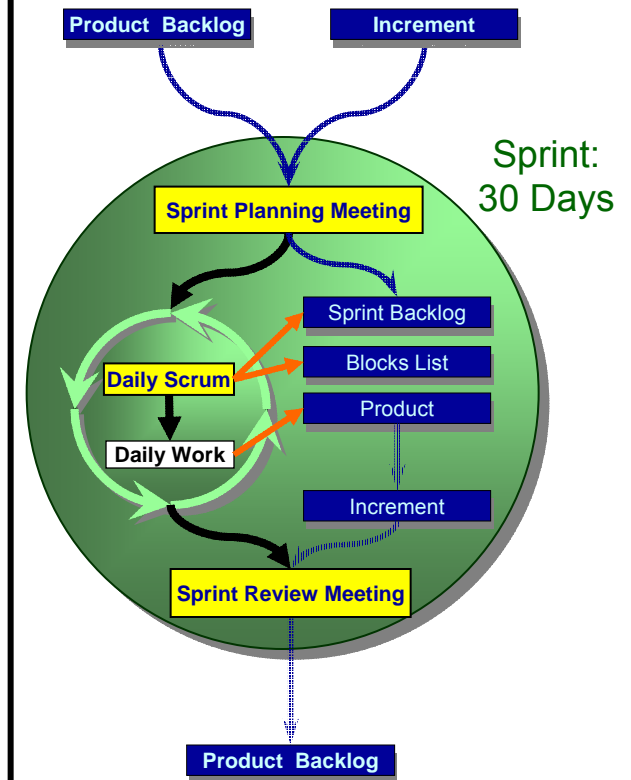 Product Backlog
Increment
Sprint:
30 Days
Sprint Planning Meeting
Sprint Backlog
Blocks List
Daily Scrum
Product
Daily Work
Increment
Sprint Review Meeting
Product Backlog